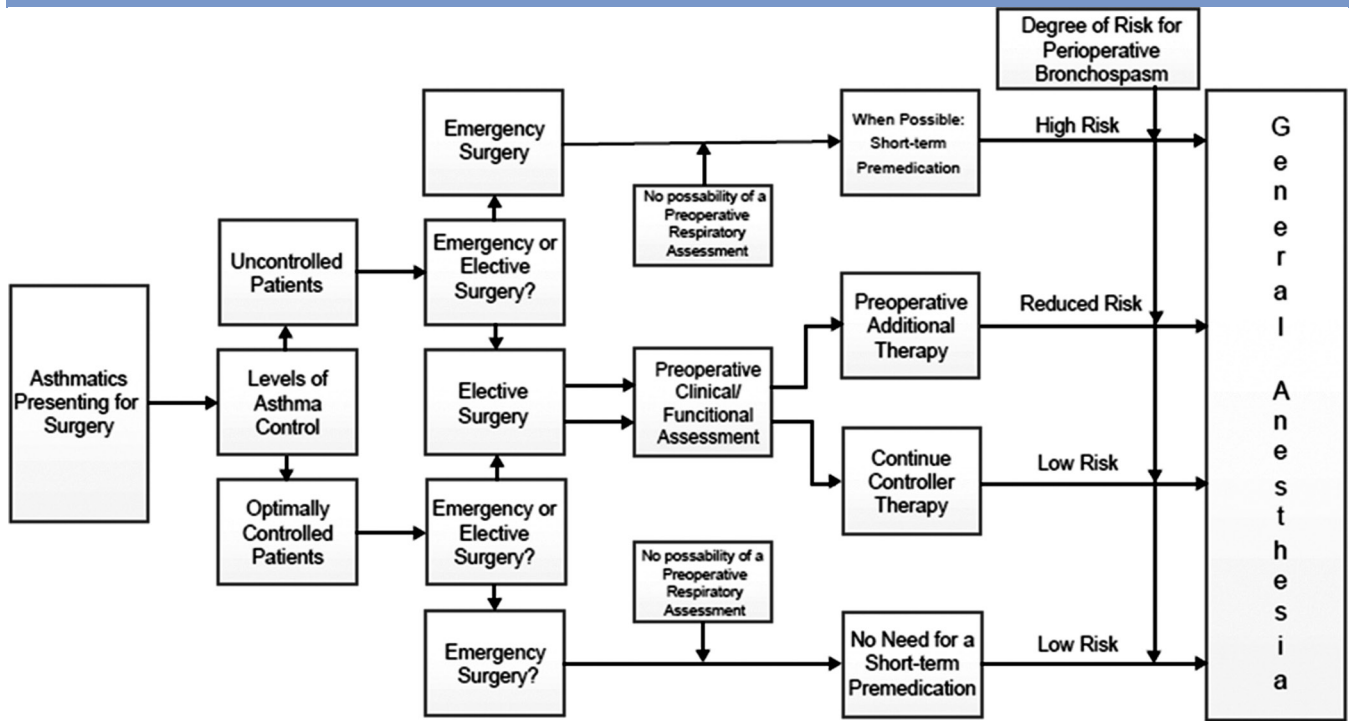 Degree of Risk for
Perioperative
Bronchospasm
Emergency
Surgery
When Possible:
Short-term
Premedication
High Risk
No possability of a
Preoperative
Respiratory
Assessment
Uncontrolled
Patients
Emergency or
Elective
Surgery?
Preoperative
Additional
Therapy
Reduced Risk
Asthmatics
Presenting for
Surgery
Levels of
Asthma
Control
Elective
Surgery
Preoperative
Clinical/
Functional
Assessment
Continue
Controller
Therapy
Low Risk
Optimally
Controlled
Patients
Emergency or
Elective
Surgery?
No possability of a
Preoperative
Respiratory
Assessment
Emergency
Surgery?
No Need for a
Short-term
Premedication
Low Risk
General Anesthesia